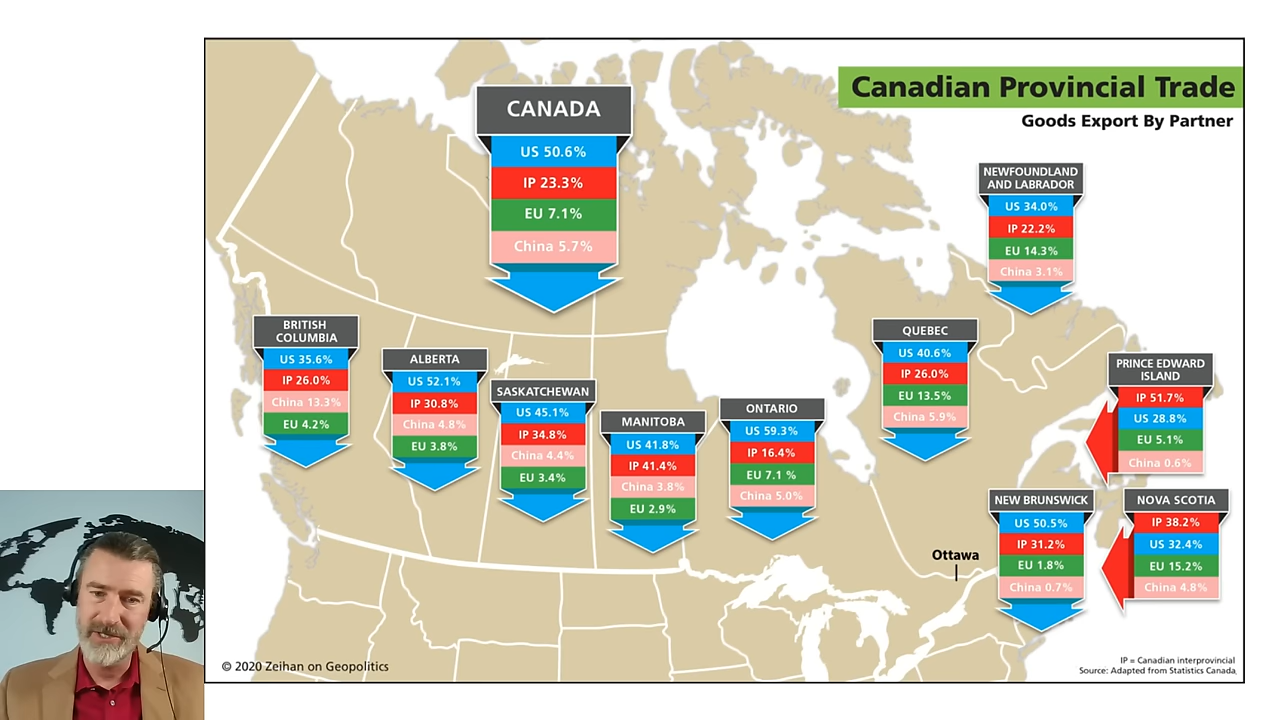 Canadian Provincial Trade
Goods Export By Partner
CANADA
US 50.6%
IP 23.3%
EU 7.1%
China 5.7%
NEWFOUNDLAND
AND LABRADOR
US 34.0%
IP 22.2%
EU 14.3%
China 3.1%
BRITISH
COLUMBIA
US 35.6%
IP 26.0%
China 13.3%
EU 4.2%
ALBERTA
US 52.1%
IP 30.8%
China 4.8%
EU 3.8%
SASKATCHEWAN
US 45.1%
IP 34.8%
China 4.4%
EU 3.4%
MANITOBA
US 41.8%
IP 41.4%
China 3.8%
EU 2.9%
ONTARIO
US 59.3%
IP 16.4%
EU 7.1 %
China 5.0%
QUEBEC
US 40.6%
IP 26.0%
EU 13.5%
China 5.9%
PRINCE EDWARD
ISLAND
IP 51.7%
US 28.8%
EU 5.1%
China 0.6%
NEW BRUNSWICK
US 50.5%
IP 31.2%
EU 1.8%
China 0.7%
NOVA SCOTIA
IP 38.2%
US 32.4%
EU 15.2%
China 4.8%
Ottawa
© 2020 Zeihan on Geopolitics
IP = Canadian interprovincial
Source: Adapted from Statistics Canada,